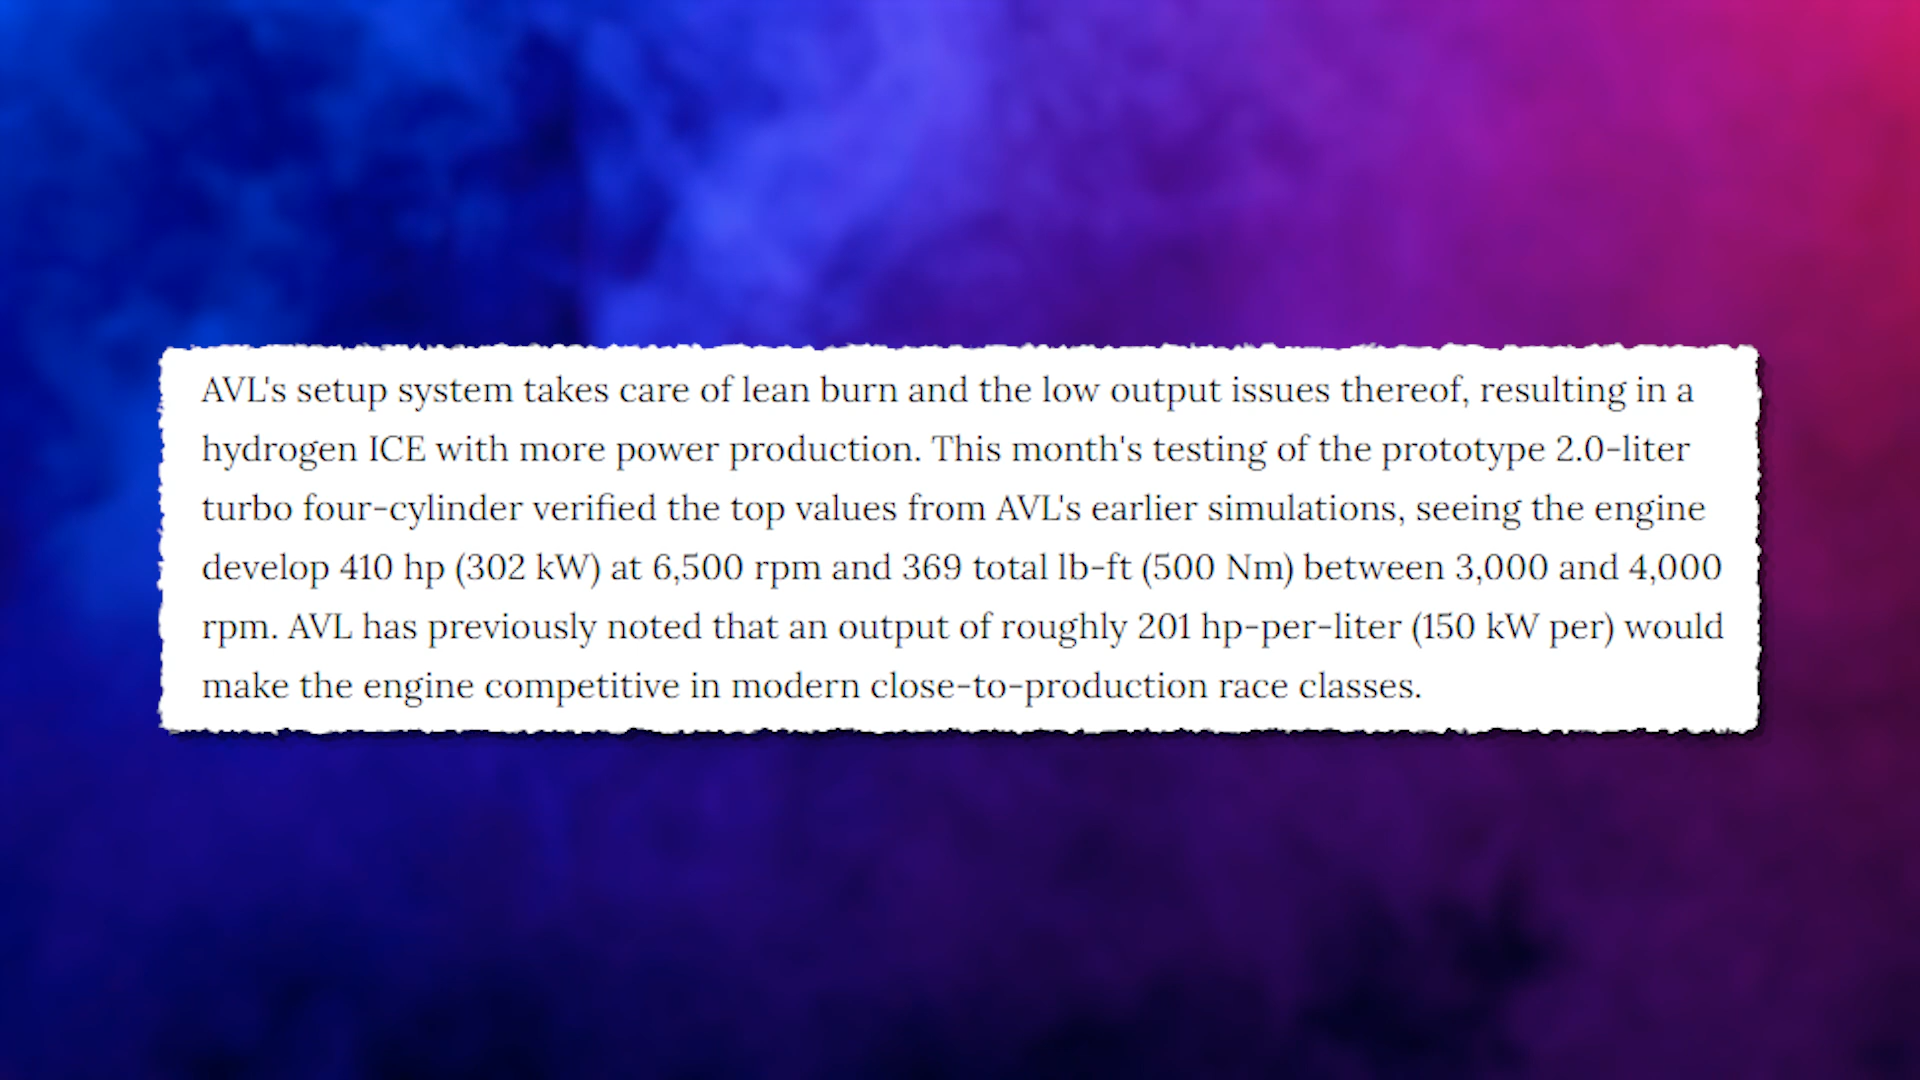 AVL's setup system takes care of lean burn and the low output issues thereof, resulting in a
hydrogen ICE with more power production. This month's testing of the prototype 2.0-liter
turbo four-cylinder verified the top values from AVL's earlier simulations, seeing the engine
develop 410 hp (302 kW) at 6,500 rpm and 369 total lb-ft (500 Nm) between 3,000 and 4,000
rpm. AVL has previously noted that an output of roughly 201 hp-per-liter (150 kW per) would
make the engine competitive in modern close-to-production race classes.